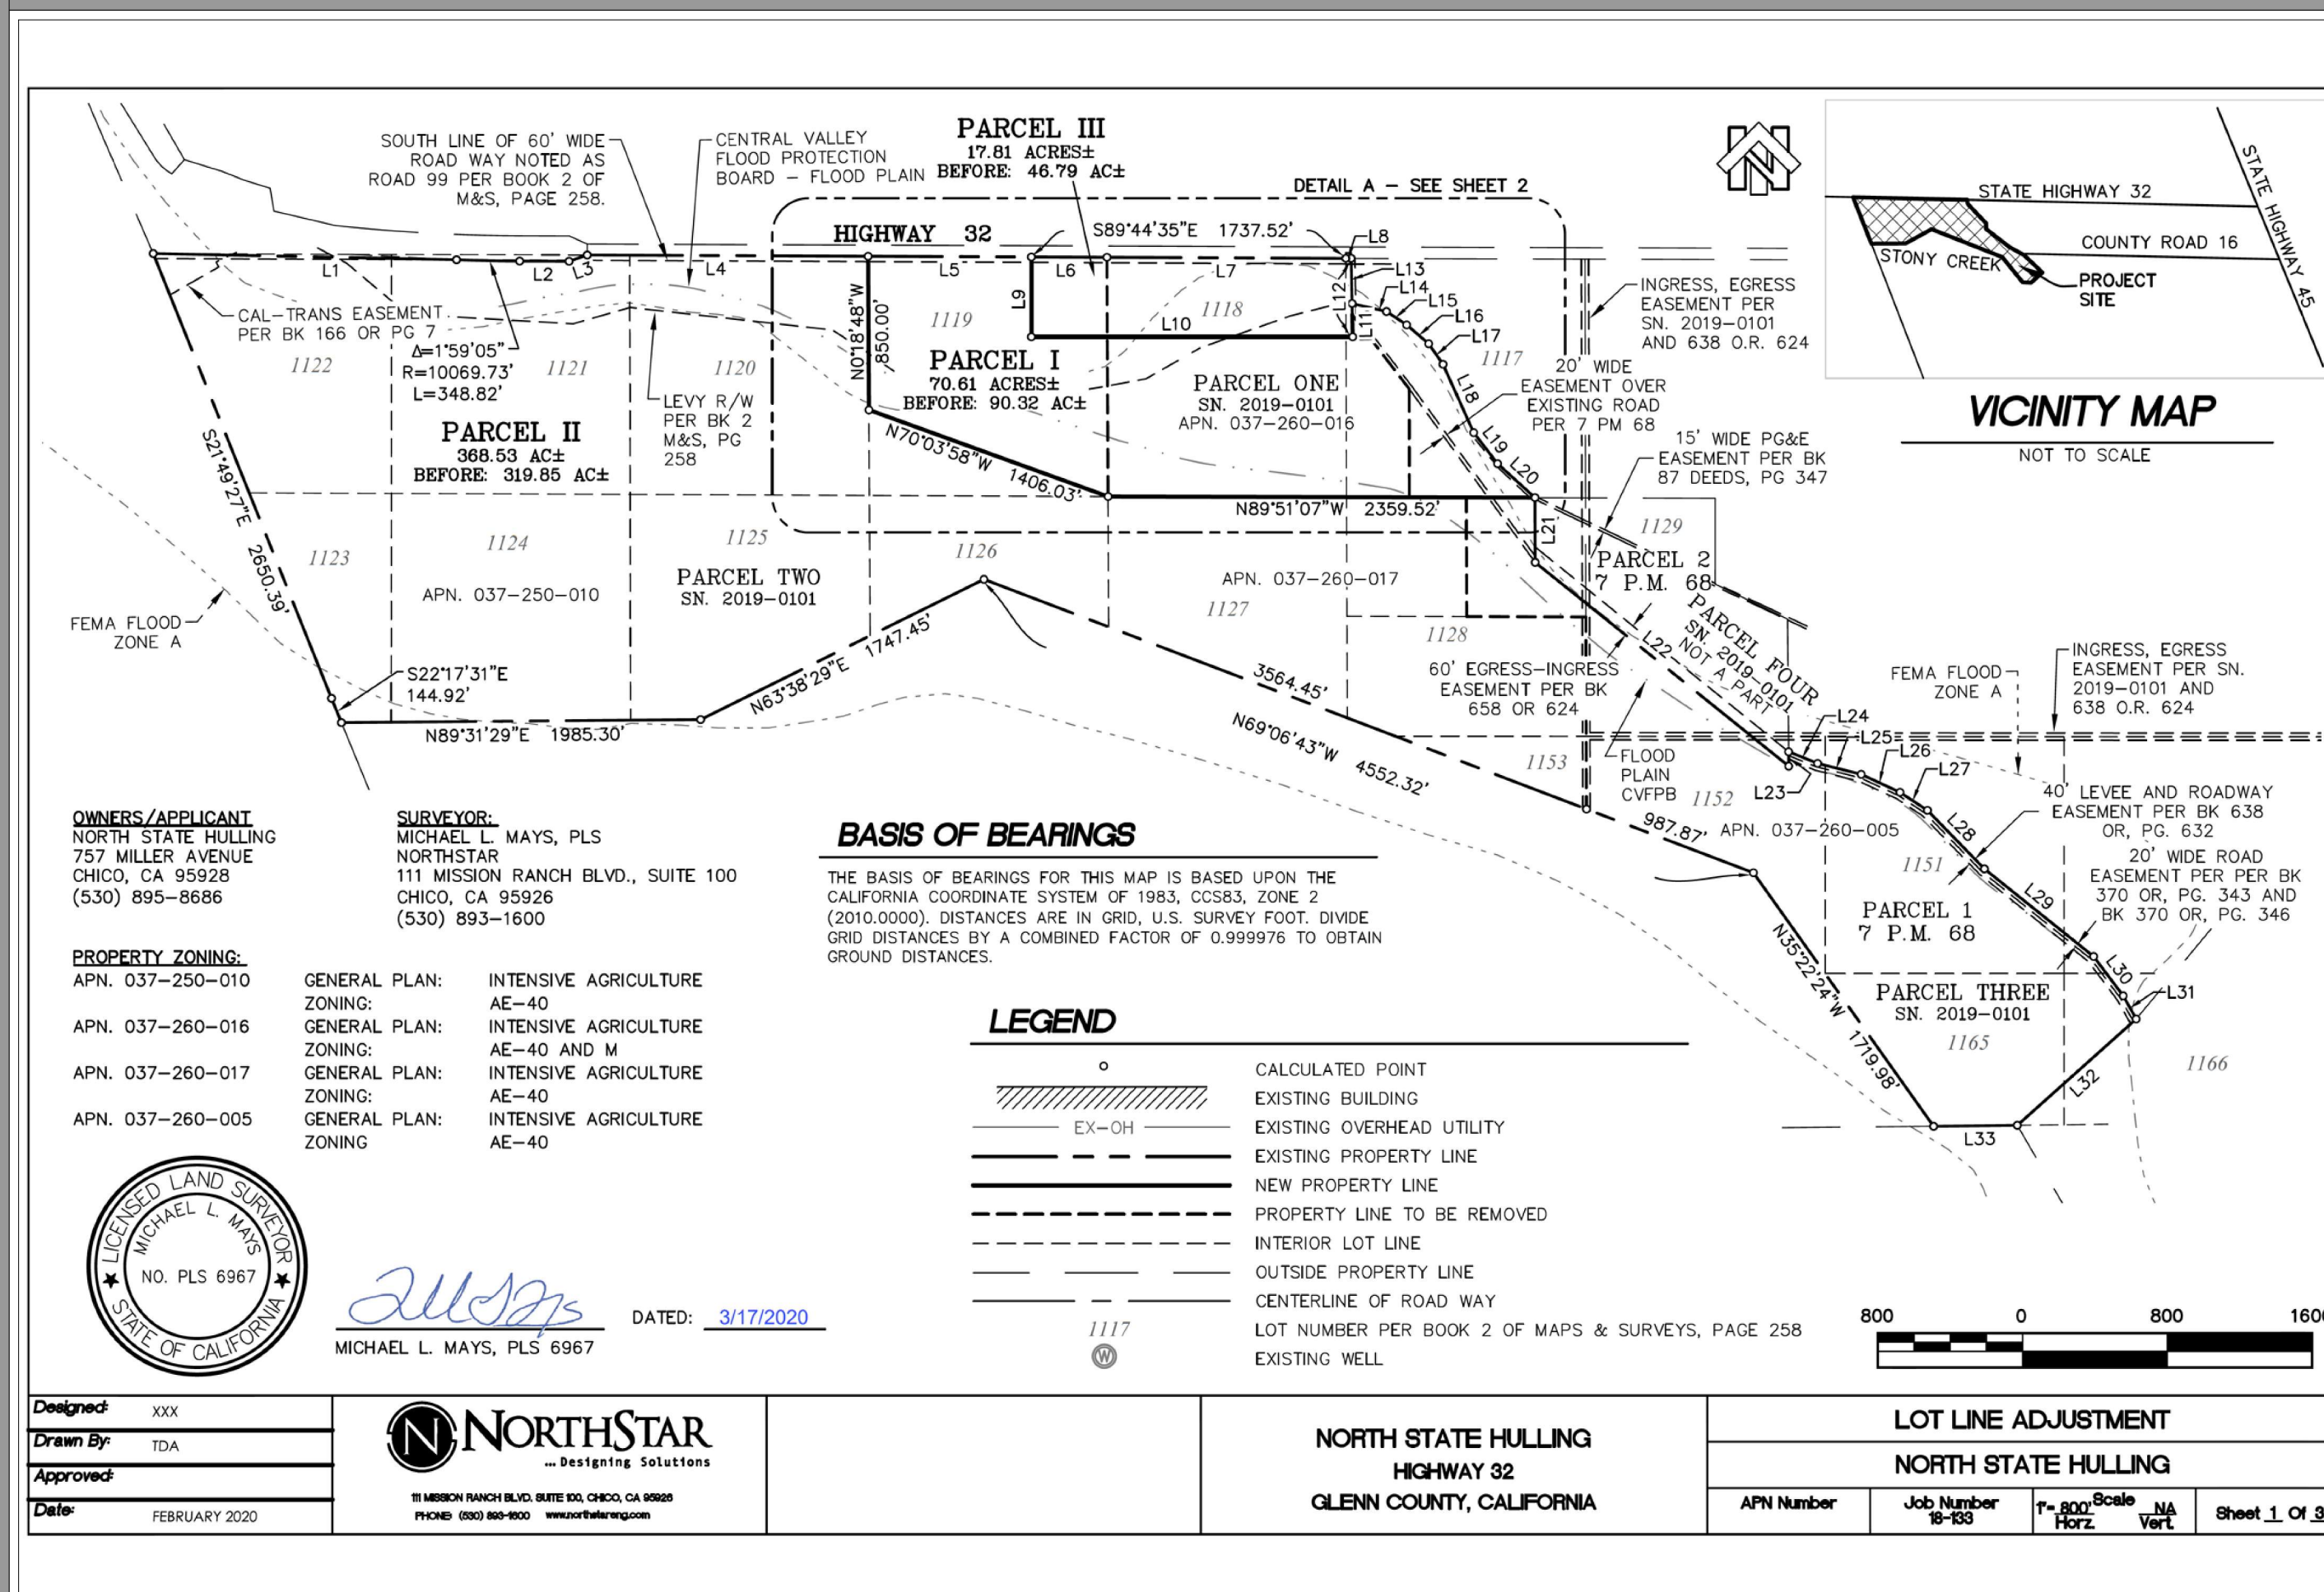 SOUTH LINE OF 60' WIDE
ROAD WAY NOTED AS
ROAD 99 PER BOOK 2 OF
M&S, PAGE 258.
CENTRAL VALLEY
FLOOD PROTECTION
BOARD – FLOOD PLAIN
PARCEL III
17.81 ACRES±
BEFORE: 46.79 AC±
DETAIL A – SEE SHEET 2
HIGHWAY 32
S89°44'35"E 1737.52'
L8
L1
L2
L3
L4
L5
L6
L7
L9
L10
L11
L12
L13
L14
L15
L16
L17
L18
L19
L20
L21
CAL–TRANS EASEMENT
PER BK 166 OR PG 7
Δ=1°59'05"
R=10069.73'
L=348.82'
1122
1121
1120
1119
1118
1117
N0°18'48"W
850.00'
PARCEL I
70.61 ACRES±
BEFORE: 90.32 AC±
PARCEL ONE
SN. 2019–0101
APN. 037–260–016
LEVY R/W
PER BK 2
M&S, PG
258
PARCEL II
368.53 AC±
BEFORE: 319.85 AC±
N70°03'58"W 1406.03'
N89°51'07"W 2359.52'
S21°49'27"E 2650.39'
INGRESS, EGRESS
EASEMENT PER
SN. 2019–0101
AND 638 O.R. 624
20' WIDE
EASEMENT OVER
EXISTING ROAD
PER 7 PM 68
15' WIDE PG&E
EASEMENT PER BK
87 DEEDS, PG 347
STATE HIGHWAY 32
STATE HIGHWAY 45
COUNTY ROAD 16
STONY CREEK
PROJECT
SITE
VICINITY MAP
NOT TO SCALE
1123
1124
1125
1126
1127
1128
1129
APN. 037–250–010
PARCEL TWO
SN. 2019–0101
APN. 037–260–017
PARCEL 2
7 P.M. 68
PARCEL FOUR
SN. 2019–0101
NOT A PART
L22
FEMA FLOOD
ZONE A
S22°17'31"E
144.92'
N89°31'29"E 1985.30'
N63°38'29"E 1747.45'
3564.45'
N69°06'43"W 4552.32'
60' EGRESS–INGRESS
EASEMENT PER BK
658 OR 624
FEMA FLOOD
ZONE A
INGRESS, EGRESS
EASEMENT PER SN.
2019–0101 AND
638 O.R. 624
L24
L25
L26
L27
L23
L28
L29
L30
L31
L32
L33
1153
FLOOD
PLAIN
CVFPB
1152
987.87'
APN. 037–260–005
40' LEVEE AND ROADWAY
EASEMENT PER BK 638
OR, PG. 632
20' WIDE ROAD
EASEMENT PER PER BK
370 OR, PG. 343 AND
BK 370 OR, PG. 346
1151
PARCEL 1
7 P.M. 68
N35°22'24"W 1719.98'
PARCEL THREE
SN. 2019–0101
1165
1166
OWNERS/APPLICANT
NORTH STATE HULLING
757 MILLER AVENUE
CHICO, CA 95928
(530) 895–8686
SURVEYOR:
MICHAEL L. MAYS, PLS
NORTHSTAR
111 MISSION RANCH BLVD., SUITE 100
CHICO, CA 95926
(530) 893–1600
BASIS OF BEARINGS
THE BASIS OF BEARINGS FOR THIS MAP IS BASED UPON THE
CALIFORNIA COORDINATE SYSTEM OF 1983, CCS83, ZONE 2
(2010.0000). DISTANCES ARE IN GRID, U.S. SURVEY FOOT. DIVIDE
GRID DISTANCES BY A COMBINED FACTOR OF 0.999976 TO OBTAIN
GROUND DISTANCES.
PROPERTY ZONING:
APN. 037–250–010 GENERAL PLAN: INTENSIVE AGRICULTURE
ZONING: AE–40
APN. 037–260–016 GENERAL PLAN: INTENSIVE AGRICULTURE
ZONING: AE–40 AND M
APN. 037–260–017 GENERAL PLAN: INTENSIVE AGRICULTURE
ZONING: AE–40
APN. 037–260–005 GENERAL PLAN: INTENSIVE AGRICULTURE
ZONING AE–40
LEGEND
CALCULATED POINT
EXISTING BUILDING
EX–OH EXISTING OVERHEAD UTILITY
EXISTING PROPERTY LINE
NEW PROPERTY LINE
PROPERTY LINE TO BE REMOVED
INTERIOR LOT LINE
OUTSIDE PROPERTY LINE
CENTERLINE OF ROAD WAY
1117 LOT NUMBER PER BOOK 2 OF MAPS & SURVEYS, PAGE 258
W EXISTING WELL
LICENSED LAND SURVEYOR
MICHAEL L. MAYS
NO. PLS 6967
STATE OF CALIFORNIA
DATED: 3/17/2020
MICHAEL L. MAYS, PLS 6967
800 0 800 1600
Designed: XXX
Drawn By: TDA
Approved:
Date: FEBRUARY 2020
N NORTHSTAR
... Designing Solutions
111 MISSION RANCH BLVD. SUITE 100, CHICO, CA 95926
PHONE: (530) 893-1600 www.northstareng.com
NORTH STATE HULLING
HIGHWAY 32
GLENN COUNTY, CALIFORNIA
LOT LINE ADJUSTMENT
NORTH STATE HULLING
APN Number
Job Number
18-133
Scale
1"= 800' Horz.
NA Vert.
Sheet 1 Of 3